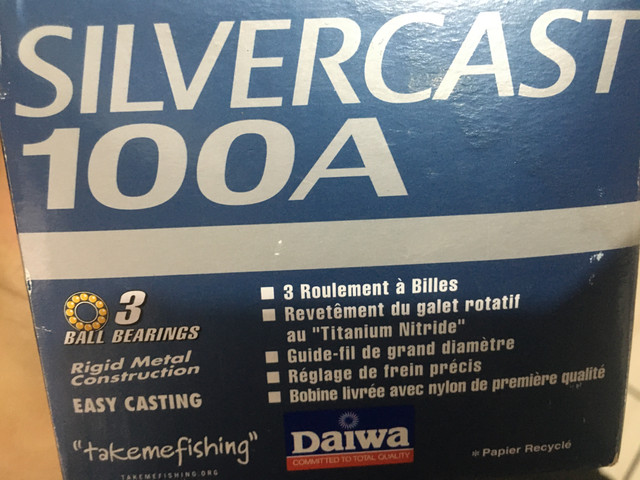 SILVERCAST
100A
3
BALL BEARINGS
Rigid Metal
Construction
EASY CASTING
"takemefishing"
TAKEMEFISHING.ORG
■ 3 Roulement à Billes
■ Revetêment du galet rotatif
au "Titanium Nitride"
■ Guide-fil de grand diamètre
■ Réglage de frein précis
■ Bobine livrée avec nylon de première qualité
Daiwa
COMMITTED TO TOTAL QUALITY
*Papier Recyclé